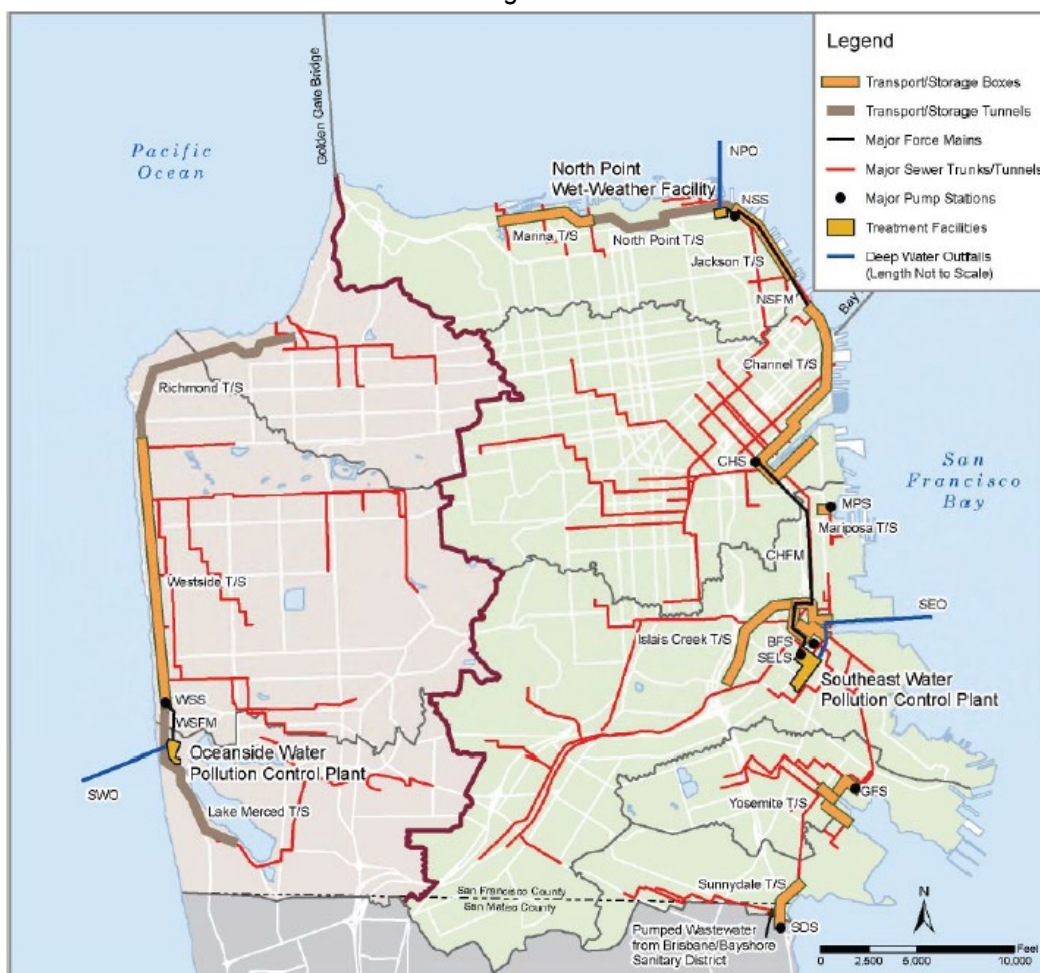 Legend
Transport/Storage Boxes
Transport/Storage Tunnels
Major Force Mains
Major Sewer Trunks/Tunnels
Major Pump Stations
Treatment Facilities
Deep Water Outfalls
(Length Not to Scale)
Golden Gate Bridge
Pacific
Ocean
NPO
North Point
Wet-Weather Facility
NSS
Marina T/S
North Point T/S
Jackson T/S
NSFM
Bay
Channel T/S
Richmond T/S
CHS
San
Francisco
Bay
MPS
Mariposa T/S
CHFM
Westside T/S
SEO
Islais Creek T/S
BFS
SELS
Southeast Water
Pollution Control Plant
WSS
WSFM
Oceanside Water
Pollution Control Plant
SWO
Lake Merced T/S
GFS
Yosemite T/S
Sunnydale T/S
San Francisco County
San Mateo County
SDS
Pumped Wastewater
from Brisbane/Bayshore
Sanitary District
N
Feet
0 2,500 5,000 10,000